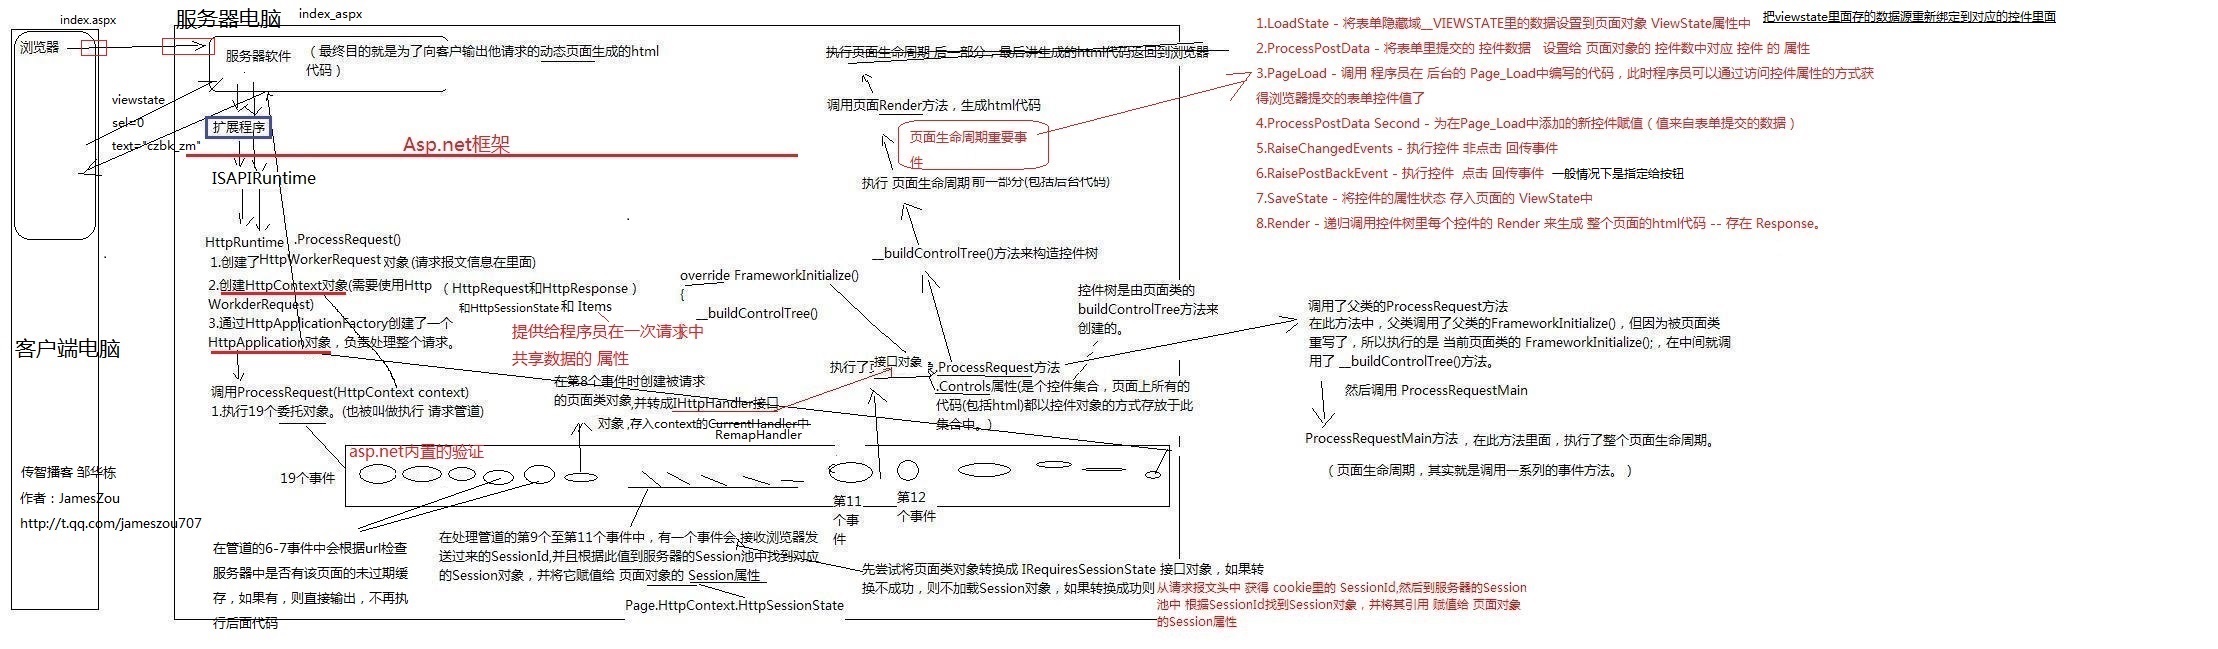 index.aspx
服务器电脑
index_aspx
浏览器
服务器软件
（最终目的就是为了向客户输出他请求的动态页面生成的html
代码）
viewstate
sel=0
text="czbk_zm"
扩展程序
Asp.net框架
ISAPIRuntime
HttpRuntime
.ProcessRequest()
1.创建了HttpWorkerRequest 对象(请求报文信息在里面)
2.创建HttpContext对象(需要使用Http
WorkderRequest)
（HttpRequest和HttpResponse）
和HttpSessionState和 Items
3.通过HttpApplicationFactory创建了一个
HttpApplication对象，负责处理整个请求。
提供给程序员在一次请求中
共享数据的 属性
客户端电脑
调用ProcessRequest(HttpContext context)
1.执行19个委托对象。(也被叫做执行 请求管道)
在第8个事件时创建被请求
的页面类对象,并转成IHttpHandler接口
对象 ,存入context的CurrentHandler中
RemapHandler
asp.net内置的验证
19个事件
传智播客 邹华栋
作者：JamesZou
http://t.qq.com/jameszou707
在管道的6-7事件中会根据url检查
服务器中是否有该页面的未过期缓
存，如果有，则直接输出，不再执
行后面代码
在处理管道的第9个至第11个事件中，有一个事件会 接收浏览器发
送过来的SessionId,并且根据此值到服务器的Session池中找到对应
的Session对象，并将它赋值给 页面对象的 Session属性
Page.HttpContext.HttpSessionState
第11
个事
件
第12
个事件
先尝试将页面类对象转换成 IRequiresSessionState 接口对象，如果转
换不成功，则不加载Session对象，如果转换成功则
从请求报文头中 获得 cookie里的 SessionId,然后到服务器的Session
池中 根据SessionId找到Session对象，并将其引用 赋值给 页面对象
的Session属性
执行页面生命周期 后一部分，最后讲生成的html代码返回到浏览器
调用页面Render方法，生成html代码
页面生命周期重要事
件
执行 页面生命周期 前一部分(包括后台代码)
__buildControlTree()方法来构造控件树
override FrameworkInitialize()
{
__buildControlTree()
控件树是由页面类的
buildControlTree方法来
创建的。
执行了
接口对象
.ProcessRequest方法
.Controls属性(是个控件集合，页面上所有的
代码(包括html)都以控件对象的方式存放于此
集合中。)
1.LoadState - 将表单隐藏域__VIEWSTATE里的数据设置到页面对象 ViewState属性中
把viewstate里面存的数据源重新绑定到对应的控件里面
2.ProcessPostData - 将表单里提交的 控件数据 设置给 页面对象的 控件数中对应 控件 的 属性
3.PageLoad - 调用 程序员在 后台的 Page_Load中编写的代码，此时程序员可以通过访问控件属性的方式获
得浏览器提交的表单控件值了
4.ProcessPostData Second - 为在Page_Load中添加的新控件赋值（值来自表单提交的数据）
5.RaiseChangedEvents - 执行控件 非点击 回传事件
6.RaisePostBackEvent - 执行控件 点击 回传事件 一般情况下是指定给按钮
7.SaveState - 将控件的属性状态 存入页面的 ViewState中
8.Render - 递归调用控件树里每个控件的 Render 来生成 整个页面的html代码 -- 存在 Response。
调用了父类的ProcessRequest方法
在此方法中，父类调用了父类的FrameworkInitialize()，但因为被页面类
重写了，所以执行的是 当前页面类的 FrameworkInitialize();，在中间就调
用了 __buildControlTree()方法。
然后调用 ProcessRequestMain
ProcessRequestMain方法，在此方法里面，执行了整个页面生命周期。
（页面生命周期，其实就是调用一系列的事件方法。）